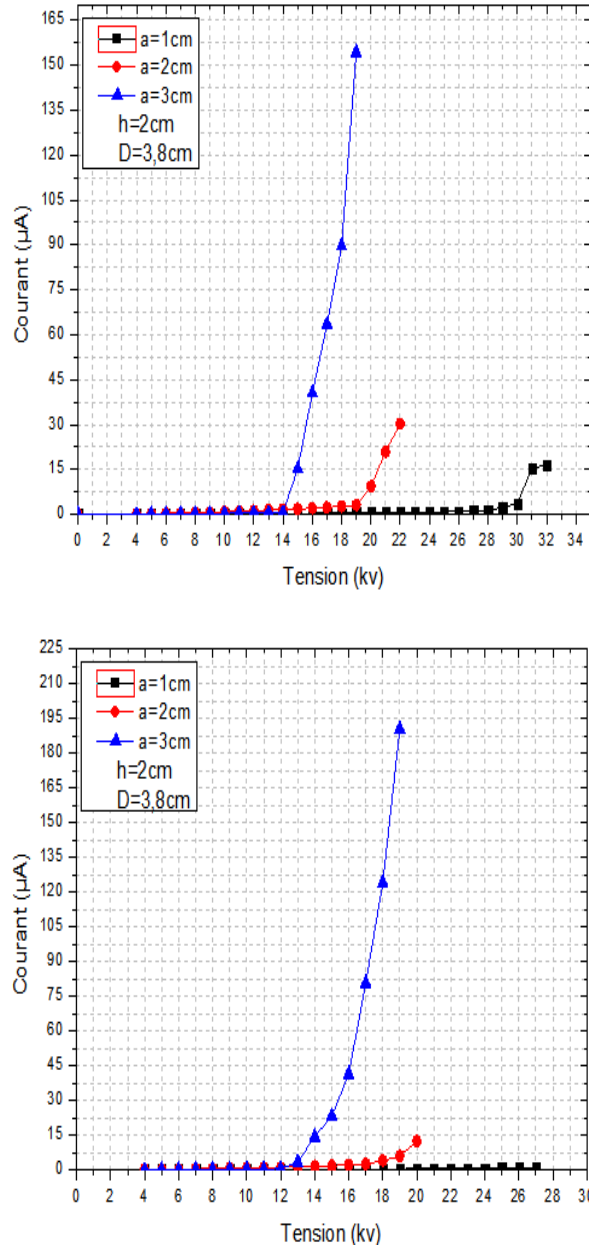 165
150
135
120
105
90
75
60
45
30
15
0
Courant (µA)
a=1cm
a=2cm
a=3cm
h=2cm
D=3,8cm
0 2 4 6 8 10 12 14 16 18 20 22 24 26 28 30 32 34
Tension (kv)
225
210
195
180
165
150
135
120
105
90
75
60
45
30
15
0
Courant (µA)
a=1cm
a=2cm
a=3cm
h=2cm
D=3,8cm
0 2 4 6 8 10 12 14 16 18 20 22 24 26 28 30
Tension (kv)